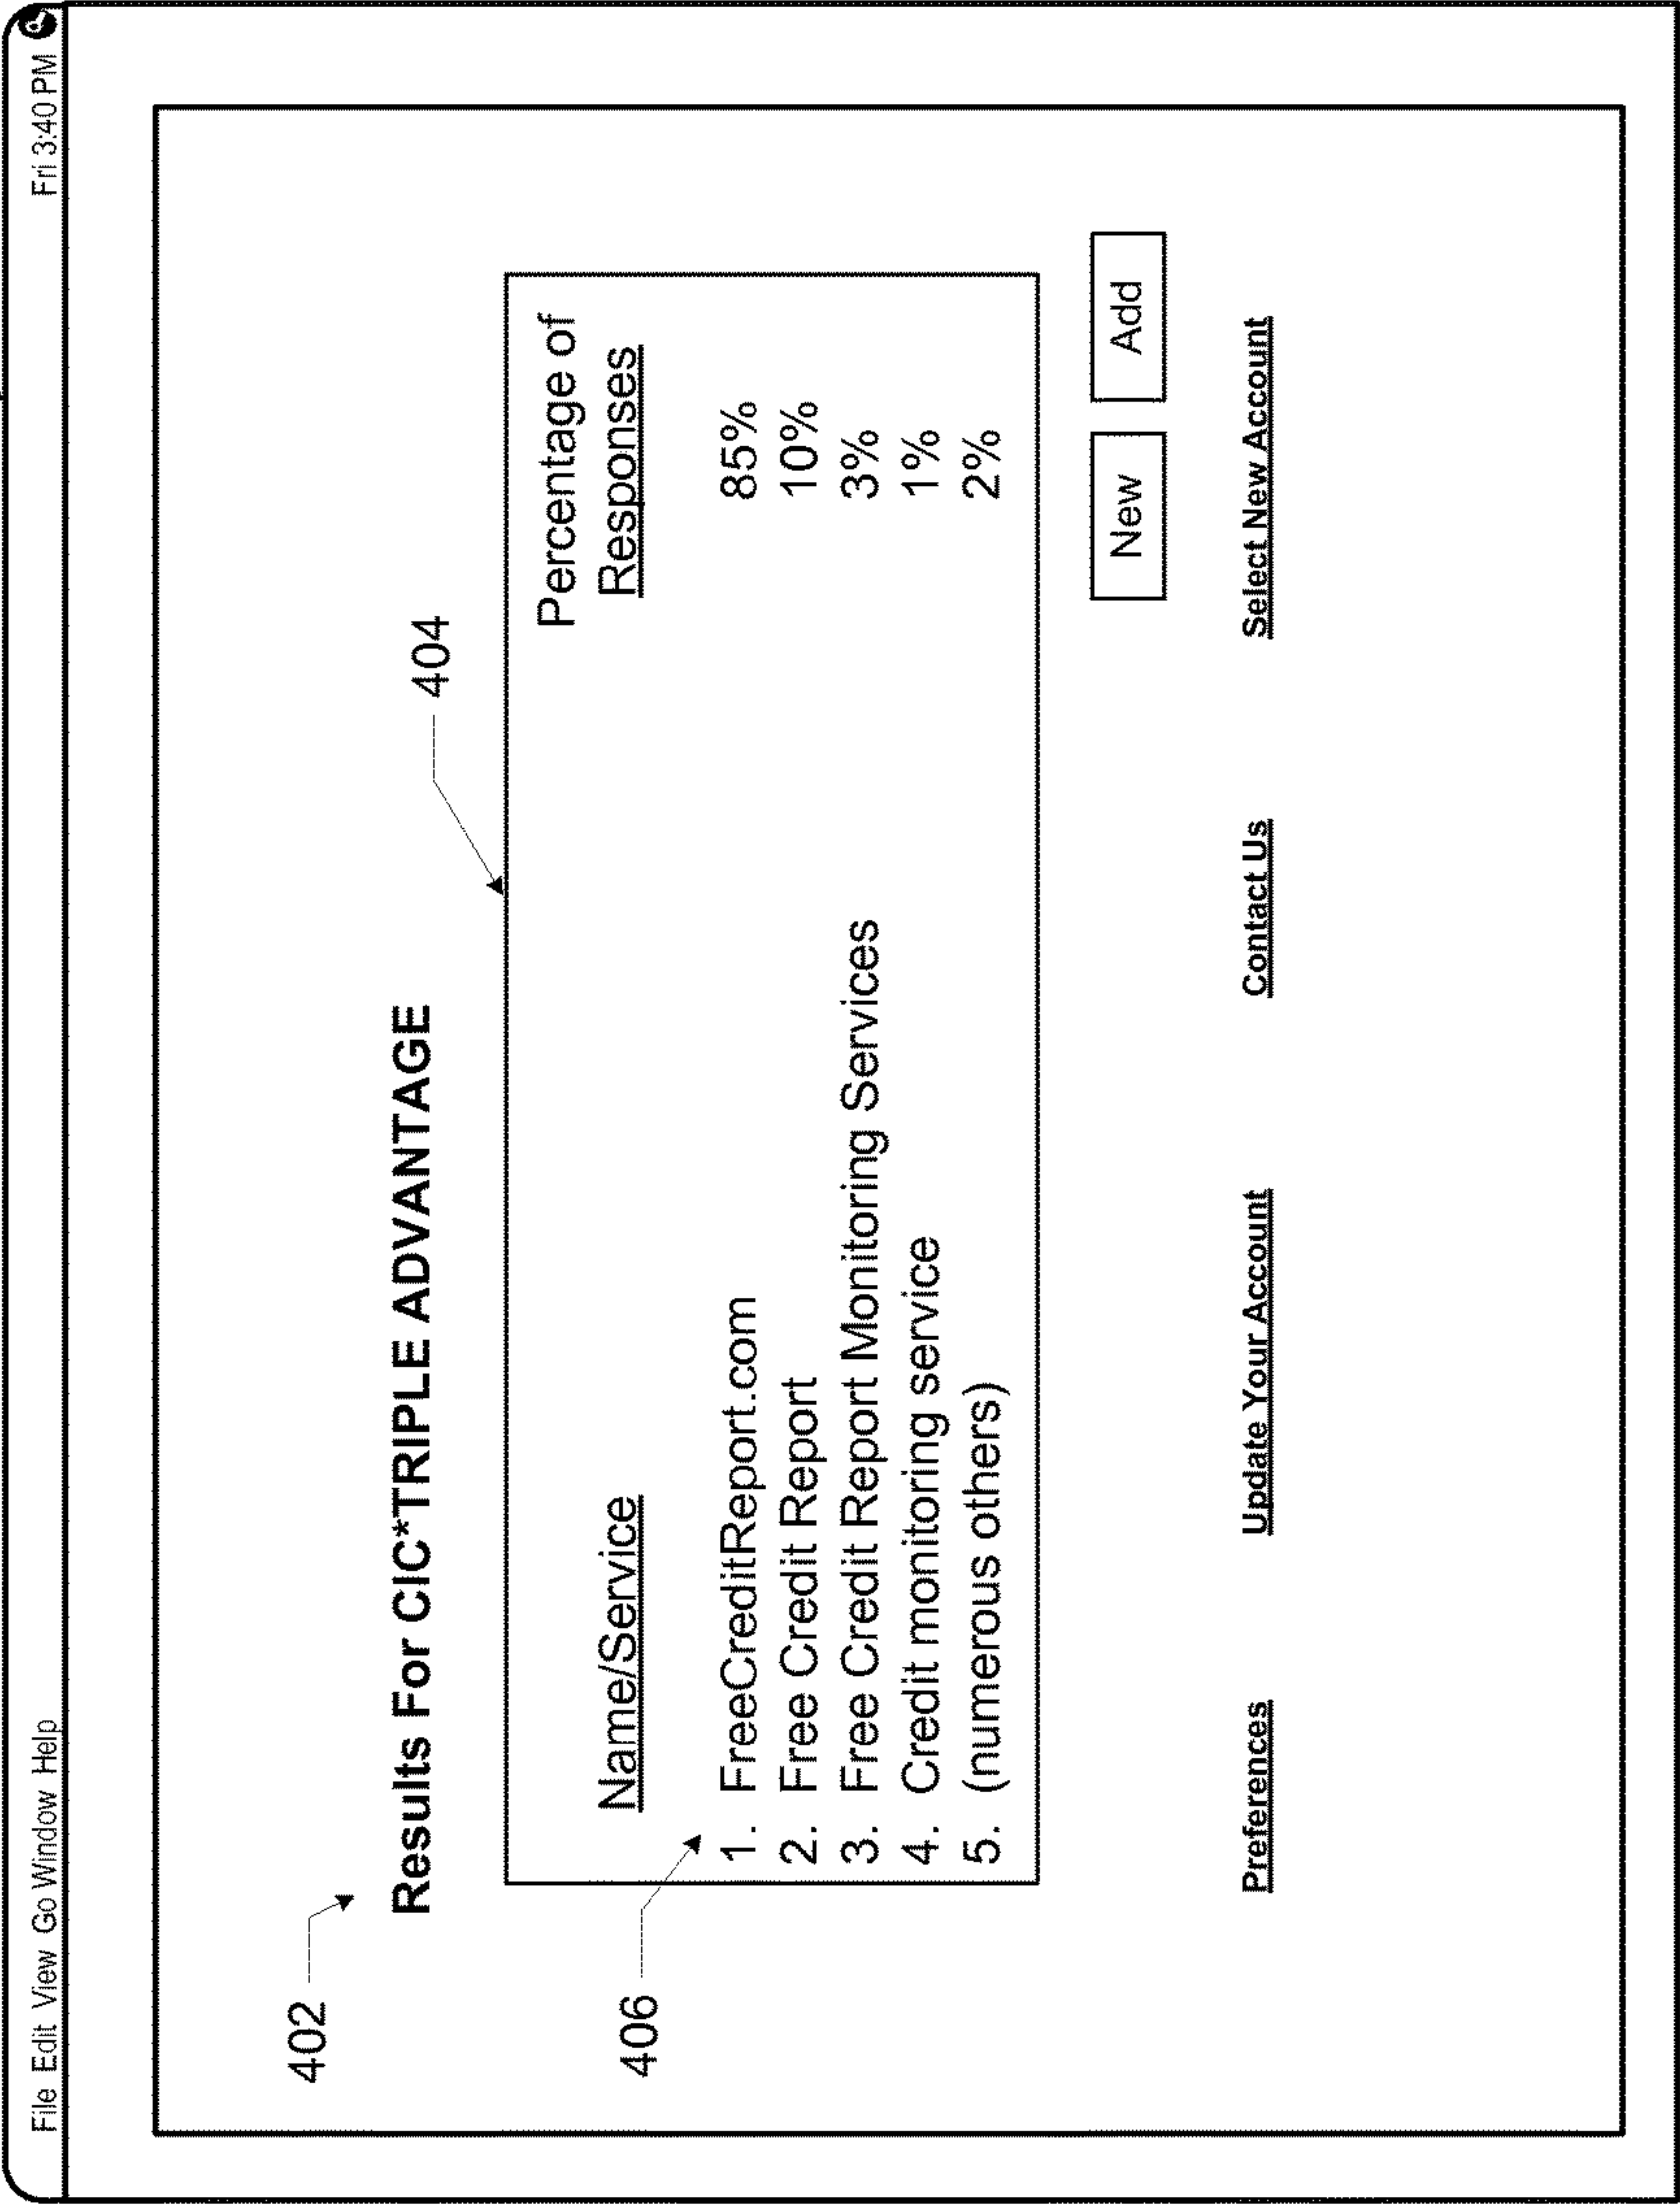 File Edit View Go Window Help Fri 3:40 PM
402
Results For CIC*TRIPLE ADVANTAGE
404
406
Name/Service Percentage of Responses
1. FreeCreditReport.com 85%
2. Free Credit Report 10%
3. Free Credit Report Monitoring Services 3%
4. Credit monitoring service 1%
5. (numerous others) 2%
New Add
Preferences Update Your Account Contact Us Select New Account